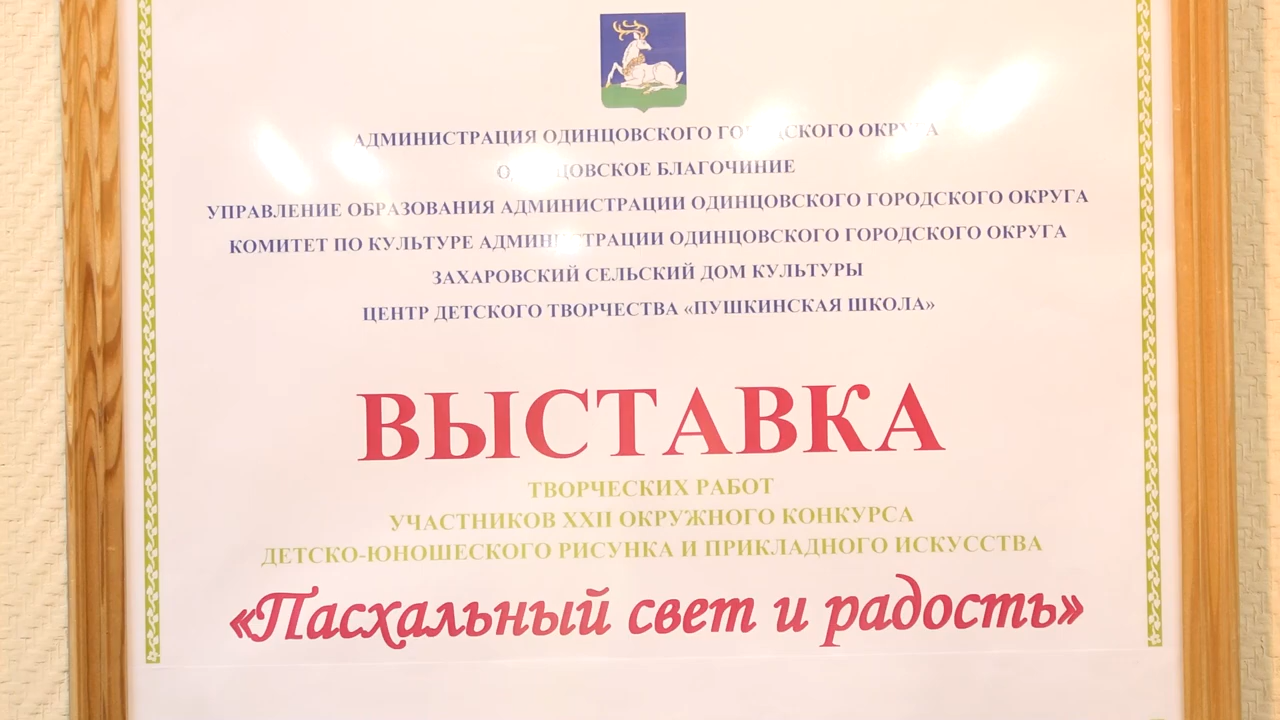 АДМИНИСТРАЦИЯ ОДИНЦОВСКОГО ГОРОДСКОГО ОКРУГА
ОДИНЦОВСКОЕ БЛАГОЧИНИЕ
УПРАВЛЕНИЕ ОБРАЗОВАНИЯ АДМИНИСТРАЦИИ ОДИНЦОВСКОГО ГОРОДСКОГО ОКРУГА
КОМИТЕТ ПО КУЛЬТУРЕ АДМИНИСТРАЦИИ ОДИНЦОВСКОГО ГОРОДСКОГО ОКРУГА
ЗАХАРОВСКИЙ СЕЛЬСКИЙ ДОМ КУЛЬТУРЫ
ЦЕНТР ДЕТСКОГО ТВОРЧЕСТВА «ПУШКИНСКАЯ ШКОЛА»
ВЫСТАВКА
ТВОРЧЕСКИХ РАБОТ
УЧАСТНИКОВ XXII ОКРУЖНОГО КОНКУРСА
ДЕТСКО-ЮНОШЕСКОГО РИСУНКА И ПРИКЛАДНОГО ИСКУССТВА
«Пасхальный свет и радость»